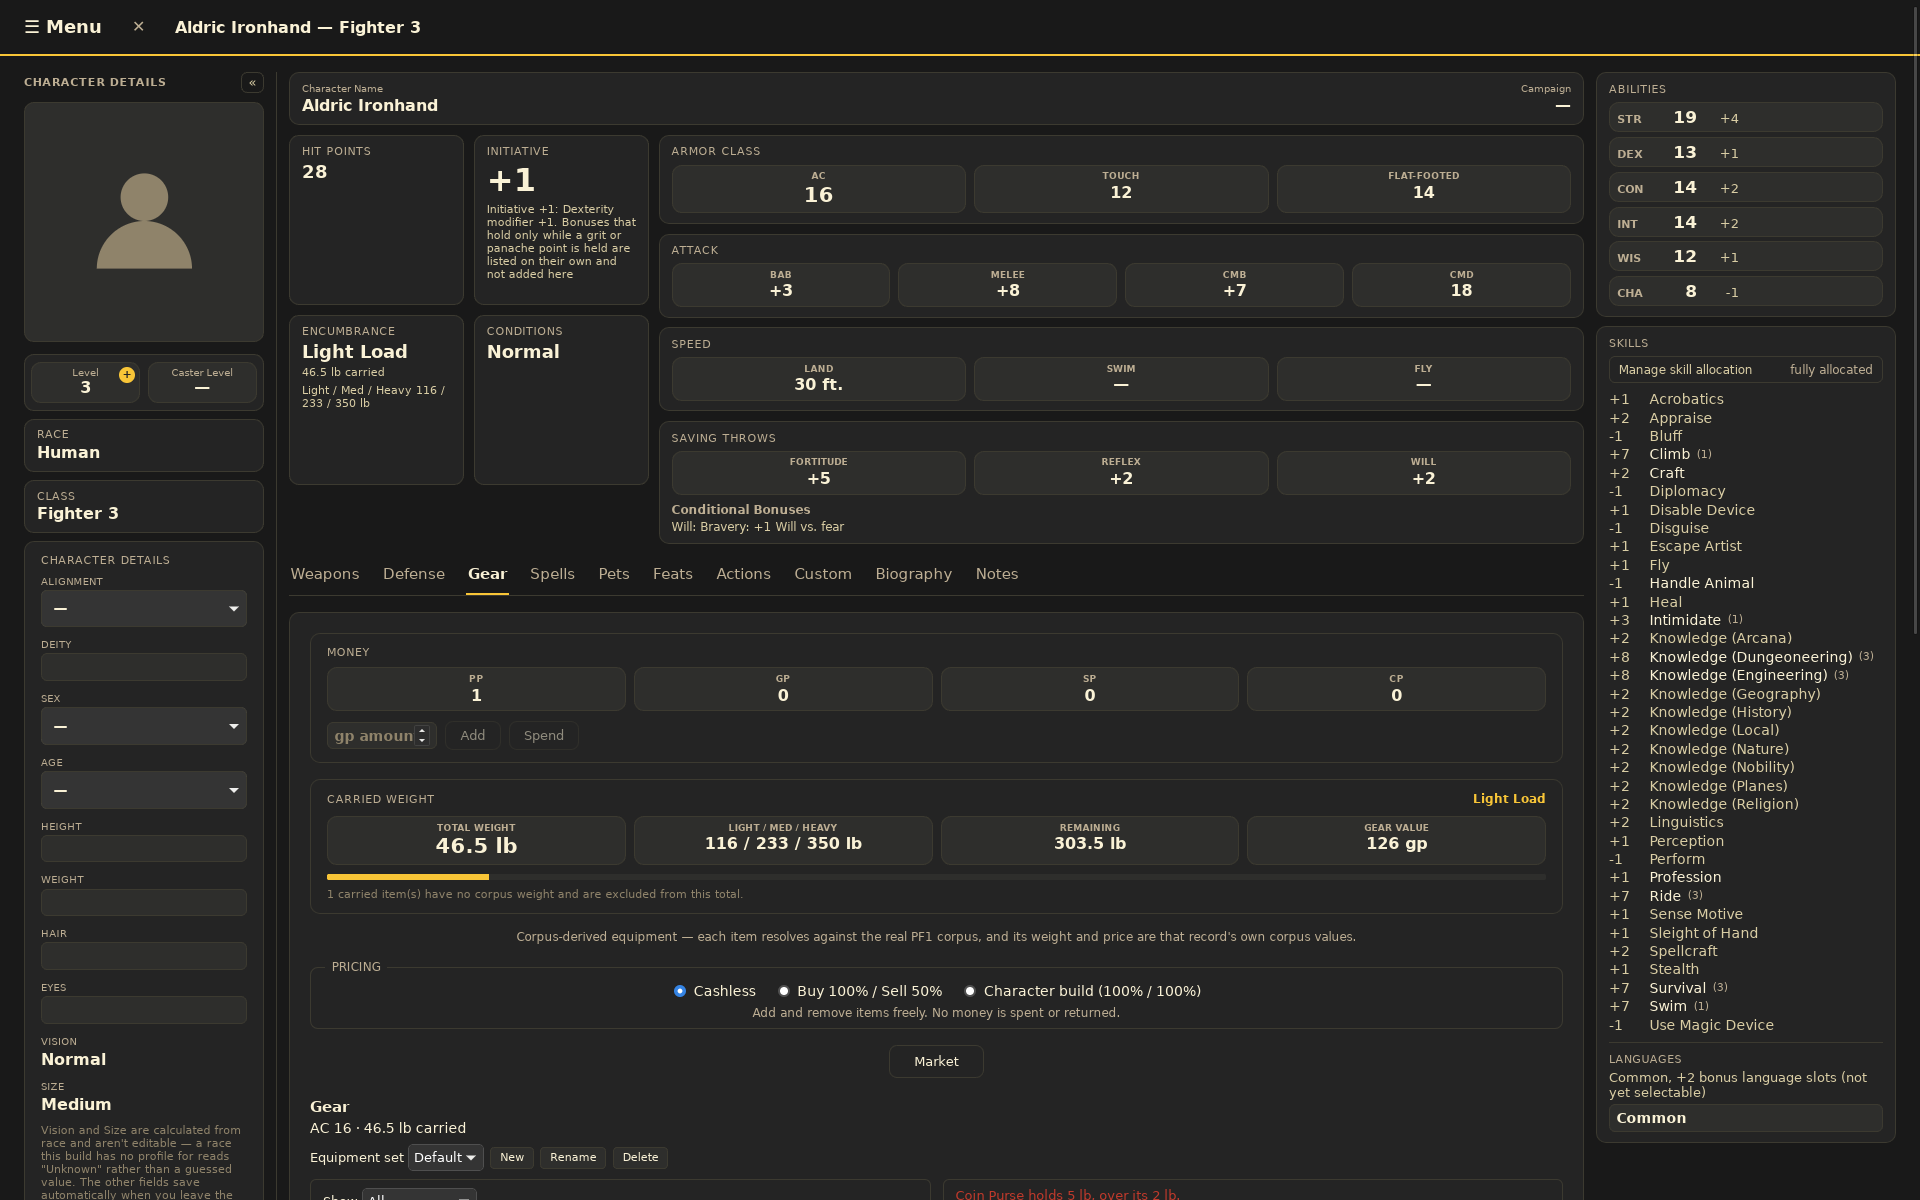 ☰ Menu ✕ Aldric Ironhand — Fighter 3
CHARACTER DETAILS «
Level
3
+
Caster Level
—
RACE
Human
CLASS
Fighter 3
CHARACTER DETAILS
ALIGNMENT
—
DEITY
SEX
—
AGE
—
HEIGHT
WEIGHT
HAIR
EYES
VISION
Normal
SIZE
Medium
Vision and Size are calculated from
race and aren't editable — a race
this build has no profile for reads
"Unknown" rather than a guessed
value. The other fields save
automatically when you leave the
Character Name
Aldric Ironhand
Campaign
—
HIT POINTS
28
INITIATIVE
+1
Initiative +1: Dexterity
modifier +1. Bonuses that
hold only while a grit or
panache point is held are
listed on their own and
not added here
ENCUMBRANCE
Light Load
46.5 lb carried
Light / Med / Heavy 116 /
233 / 350 lb
CONDITIONS
Normal
ARMOR CLASS
AC
16
TOUCH
12
FLAT-FOOTED
14
ATTACK
BAB
+3
MELEE
+8
CMB
+7
CMD
18
SPEED
LAND
30 ft.
SWIM
—
FLY
—
SAVING THROWS
FORTITUDE
+5
REFLEX
+2
WILL
+2
Conditional Bonuses
Will: Bravery: +1 Will vs. fear
Weapons Defense Gear Spells Pets Feats Actions Custom Biography Notes
MONEY
PP
1
GP
0
SP
0
CP
0
gp amoun Add Spend
CARRIED WEIGHT Light Load
TOTAL WEIGHT
46.5 lb
LIGHT / MED / HEAVY
116 / 233 / 350 lb
REMAINING
303.5 lb
GEAR VALUE
126 gp
1 carried item(s) have no corpus weight and are excluded from this total.
Corpus-derived equipment — each item resolves against the real PF1 corpus, and its weight and price are that record's own corpus values.
PRICING
Cashless Buy 100% / Sell 50% Character build (100% / 100%)
Add and remove items freely. No money is spent or returned.
Market
Gear
AC 16 · 46.5 lb carried
Equipment set Default New Rename Delete
Show All
Coin Purse holds 5 lb, over its 2 lb.
ABILITIES
STR 19 +4
DEX 13 +1
CON 14 +2
INT 14 +2
WIS 12 +1
CHA 8 -1
SKILLS
Manage skill allocation fully allocated
+1 Acrobatics
+2 Appraise
-1 Bluff
+7 Climb (1)
+2 Craft
-1 Diplomacy
+1 Disable Device
-1 Disguise
+1 Escape Artist
+1 Fly
-1 Handle Animal
+1 Heal
+3 Intimidate (1)
+2 Knowledge (Arcana)
+8 Knowledge (Dungeoneering) (3)
+8 Knowledge (Engineering) (3)
+2 Knowledge (Geography)
+2 Knowledge (History)
+2 Knowledge (Local)
+2 Knowledge (Nature)
+2 Knowledge (Nobility)
+2 Knowledge (Planes)
+2 Knowledge (Religion)
+2 Linguistics
+1 Perception
-1 Perform
+1 Profession
+7 Ride (3)
+1 Sense Motive
+1 Sleight of Hand
+2 Spellcraft
+1 Stealth
+7 Survival (3)
+7 Swim (1)
-1 Use Magic Device
LANGUAGES
Common, +2 bonus language slots (not
yet selectable)
Common